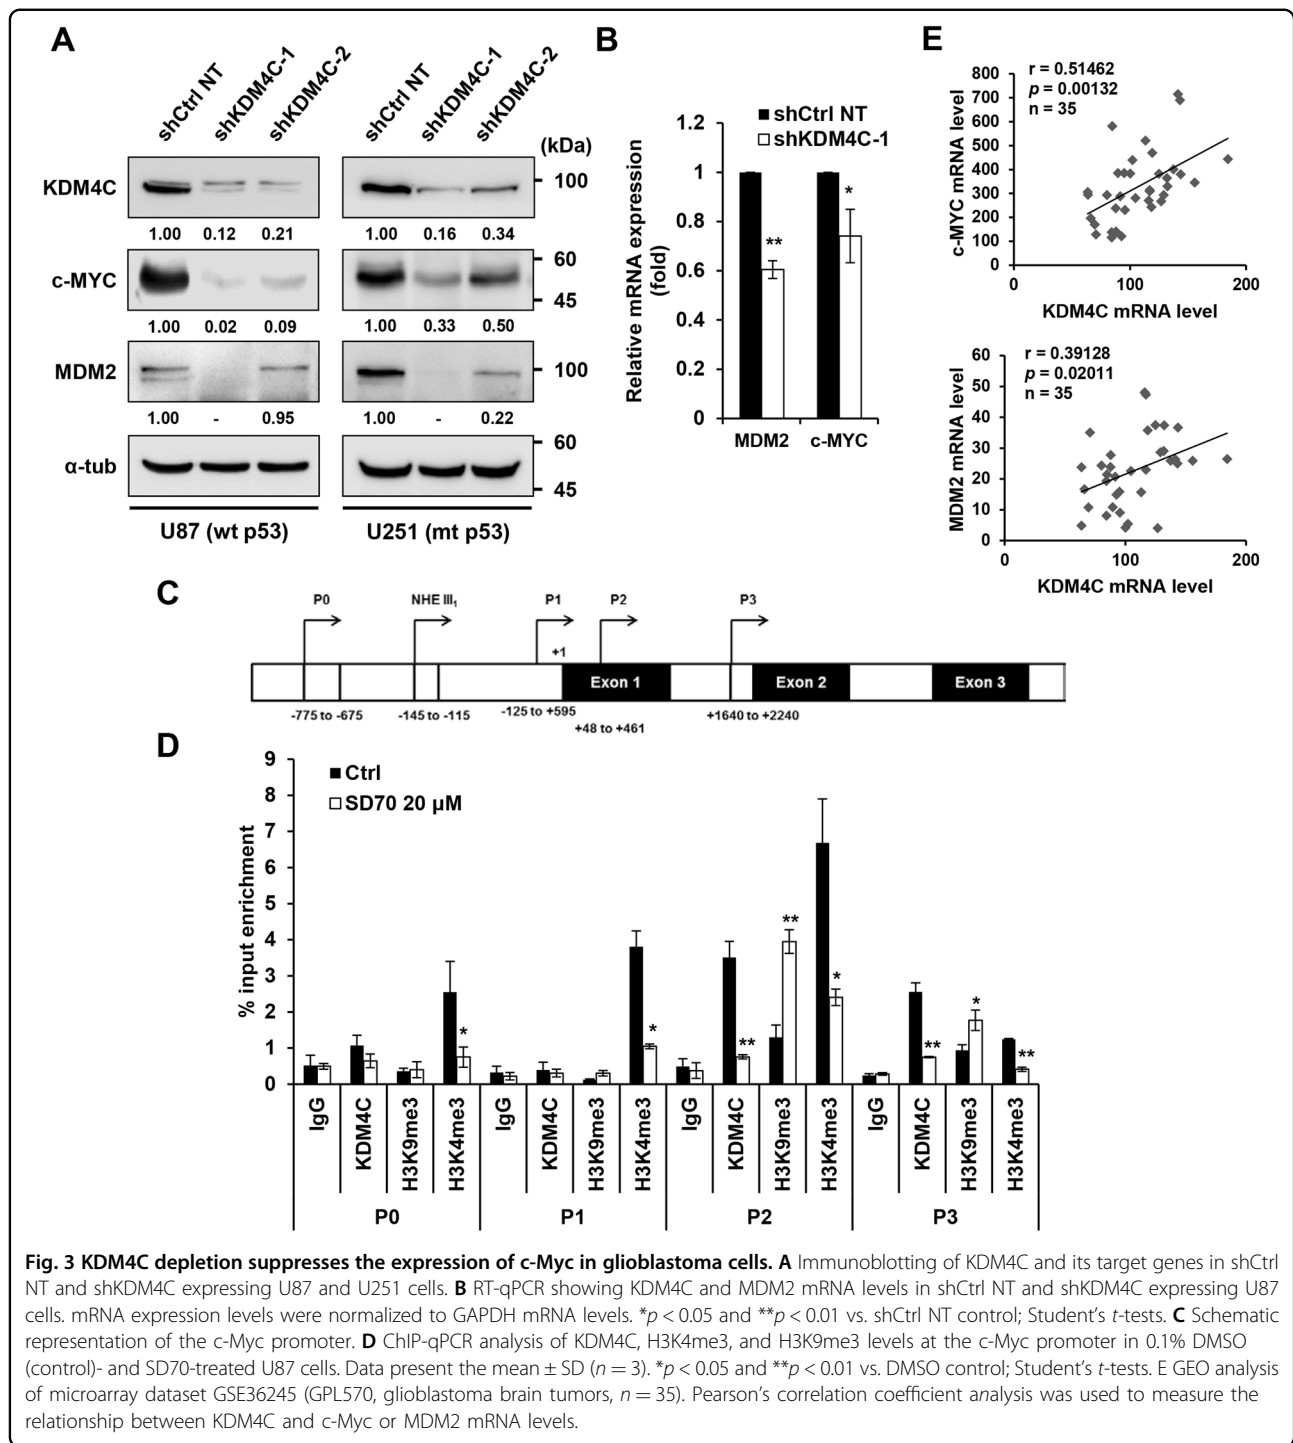 A
shCtrl NT
shKDM4C-1
shKDM4C-2
shCtrl NT
shKDM4C-1
shKDM4C-2
(kDa)
KDM4C
100
1.00 0.12 0.21 1.00 0.16 0.34
c-MYC
60
45
1.00 0.02 0.09 1.00 0.33 0.50
MDM2
100
1.00 - 0.95 1.00 - 0.22
α-tub
60
45
U87 (wt p53)
U251 (mt p53)
B
shCtrl NT
shKDM4C-1
Relative mRNA expression
(fold)
1.2
1
0.8
0.6
0.4
0.2
0
**
*
MDM2 c-MYC
E
r = 0.51462
p = 0.00132
n = 35
c-MYC mRNA level
800
700
600
500
400
300
200
100
0
0 100 200
KDM4C mRNA level
r = 0.39128
p = 0.02011
n = 35
MDM2 mRNA level
60
50
40
30
20
10
0
0 100 200
KDM4C mRNA level
C
P0 NHE III1 P1 P2 P3
+1
Exon 1 Exon 2 Exon 3
-775 to -675 -145 to -115 -125 to +595 +48 to +461 +1640 to +2240
D
Ctrl
SD70 20 μM
% input enrichment
9
8
7
6
5
4
3
2
1
0
* * ** ** * ** * **
IgG KDM4C H3K9me3 H3K4me3 IgG KDM4C H3K9me3 H3K4me3 IgG KDM4C H3K9me3 H3K4me3 IgG KDM4C H3K9me3 H3K4me3
P0 P1 P2 P3
Fig. 3 KDM4C depletion suppresses the expression of c-Myc in glioblastoma cells. A Immunoblotting of KDM4C and its target genes in shCtrl
NT and shKDM4C expressing U87 and U251 cells. B RT-qPCR showing KDM4C and MDM2 mRNA levels in shCtrl NT and shKDM4C expressing U87
cells. mRNA expression levels were normalized to GAPDH mRNA levels. *p < 0.05 and **p < 0.01 vs. shCtrl NT control; Student's t-tests. C Schematic
representation of the c-Myc promoter. D ChIP-qPCR analysis of KDM4C, H3K4me3, and H3K9me3 levels at the c-Myc promoter in 0.1% DMSO
(control)- and SD70-treated U87 cells. Data present the mean ± SD (n = 3). *p < 0.05 and **p < 0.01 vs. DMSO control; Student's t-tests. E GEO analysis
of microarray dataset GSE36245 (GPL570, glioblastoma brain tumors, n = 35). Pearson's correlation coefficient analysis was used to measure the
relationship between KDM4C and c-Myc or MDM2 mRNA levels.